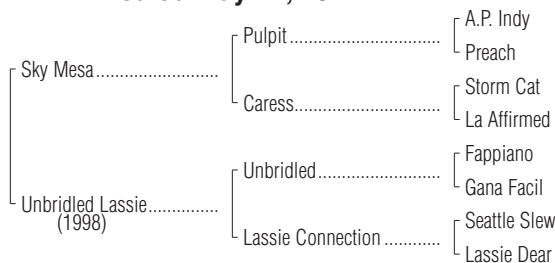 Pulpit
A.P. Indy
Preach
Sky Mesa
Caress
Storm Cat
La Affirmed
Unbridled
Fappiano
Gana Facil
Unbridled Lassie
(1998)
Lassie Connection
Seattle Slew
Lassie Dear